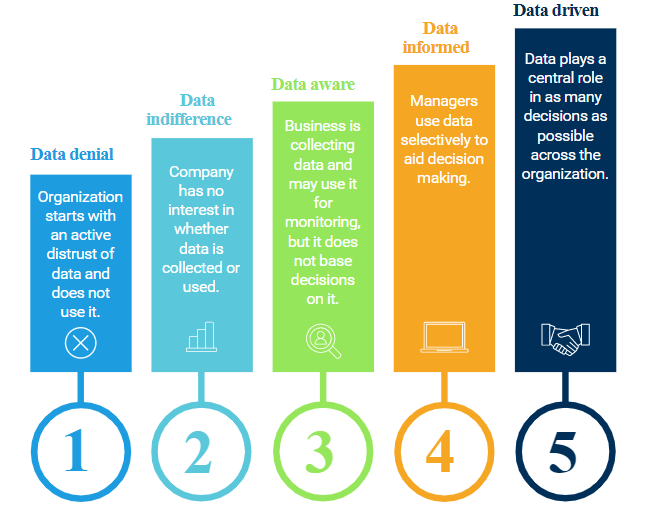 Data denial
Organization
starts with
an active
distrust of
data and
does not
use it.
1
Data
indifference
Company
has no
interest in
whether
data is
collected or
used.
2
Data aware
Business is
collecting
data and
may use it
for
monitoring,
but it does
not base
decisions
on it.
3
Data
informed
Managers
use data
selectively to
aid decision
making.
4
Data driven
Data plays a
central role
in as many
decisions as
possible
across the
organization.
5